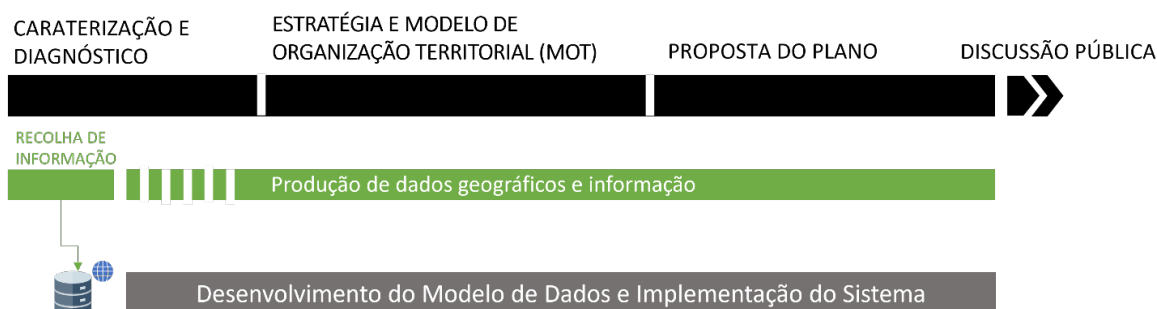 CARATERIZAÇÃO E
DIAGNÓSTICO
ESTRATÉGIA E MODELO DE
ORGANIZAÇÃO TERRITORIAL (MOT)
PROPOSTA DO PLANO
DISCUSSÃO PÚBLICA
RECOLHA DE
INFORMAÇÃO
Produção de dados geográficos e informação
Desenvolvimento do Modelo de Dados e Implementação do Sistema